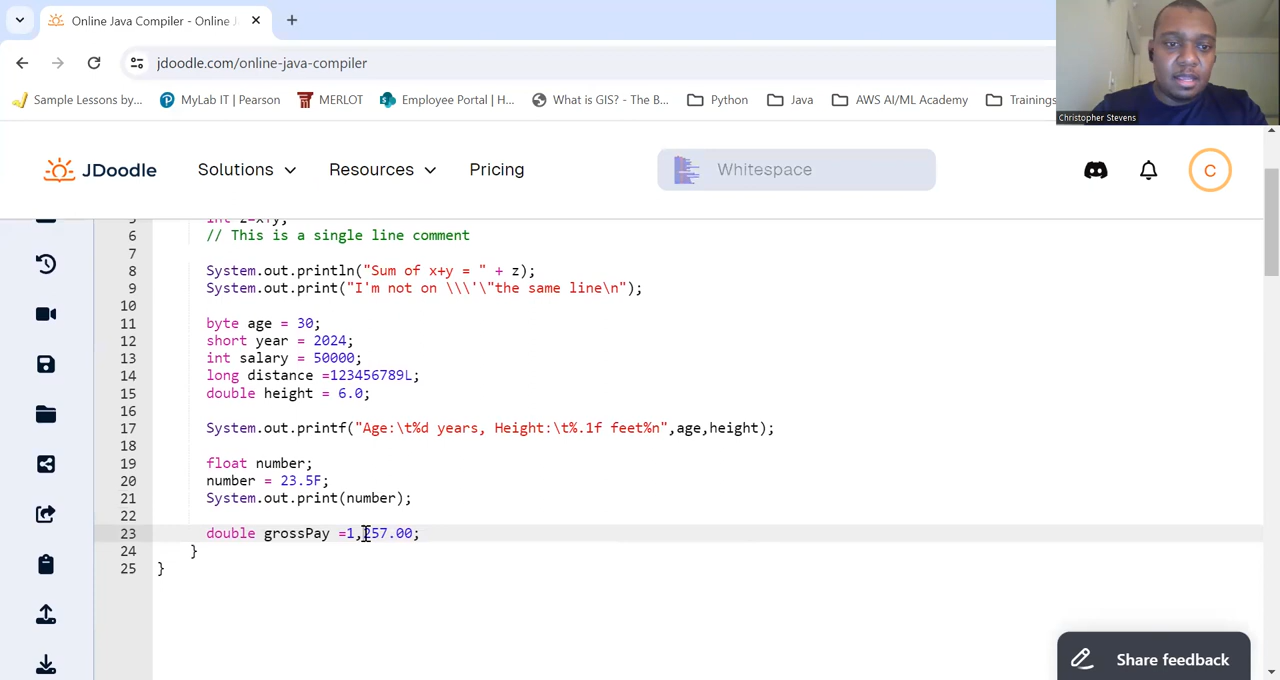 Online Java Compiler - Online J
jdoodle.com/online-java-compiler
Sample Lessons by...
MyLab IT | Pearson
MERLOT
Employee Portal | H...
What is GIS? - The B...
Python
Java
AWS AI/ML Academy
Trainings
Christopher Stevens
JDoodle
Solutions
Resources
Pricing
Whitespace
C
5 int z=x+y;
6 // This is a single line comment
7
8 System.out.println("Sum of x+y = " + z);
9 System.out.print("I'm not on \\\'\"the same line\n");
10
11 byte age = 30;
12 short year = 2024;
13 int salary = 50000;
14 long distance =123456789L;
15 double height = 6.0;
16
17 System.out.printf("Age:\t%d years, Height:\t%.1f feet%n",age,height);
18
19 float number;
20 number = 23.5F;
21 System.out.print(number);
22
23 double grossPay =1,257.00;
24 }
25 }
Share feedback